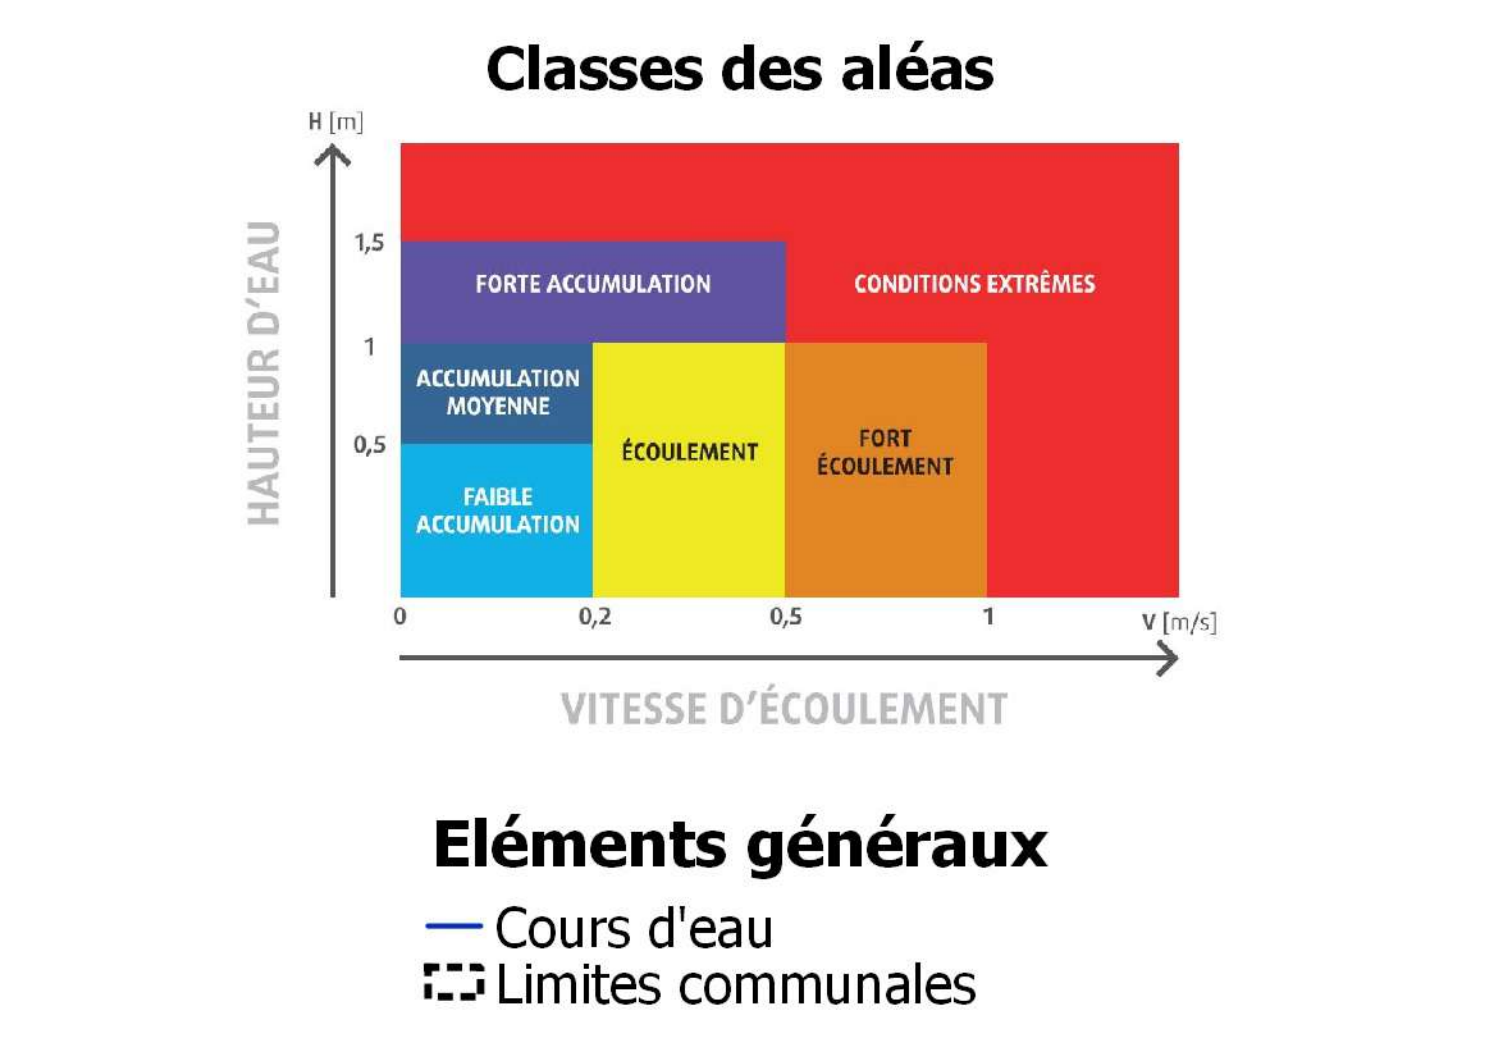 Classes des aléas
H [m]
HAUTEUR D'EAU
1,5
FORTE ACCUMULATION
CONDITIONS EXTRÊMES
1
ACCUMULATION
MOYENNE
0,5
ÉCOULEMENT
FORT
ÉCOULEMENT
FAIBLE
ACCUMULATION
0
0,2
0,5
1
V [m/s]
VITESSE D'ÉCOULEMENT
Eléments généraux
Cours d'eau
Limites communales